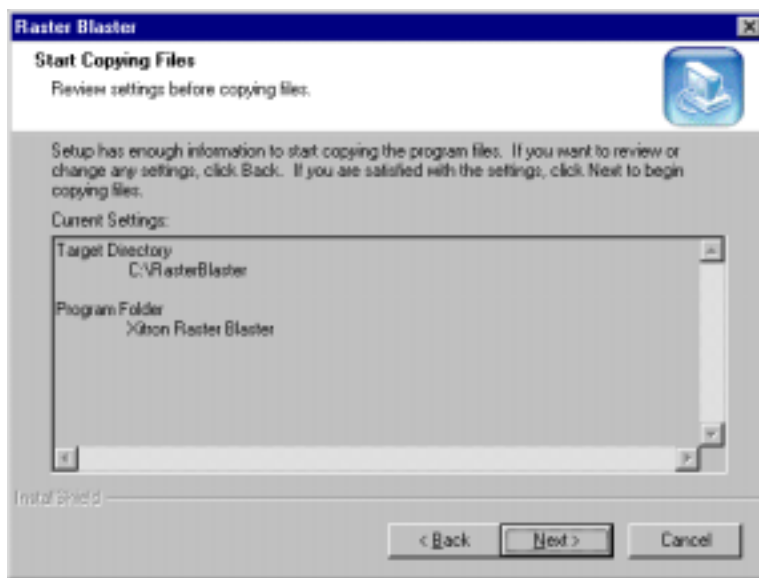 Raster Blaster
Start Copying Files
Review settings before copying files.
Setup has enough information to start copying the program files. If you want to review or
change any settings, click Back. If you are satisfied with the settings, click Next to begin
copying files.
Current Settings:
Target Directory
C:\RasterBlaster
Program Folder
Xitron Raster Blaster
InstallShield
< Back
Next >
Cancel